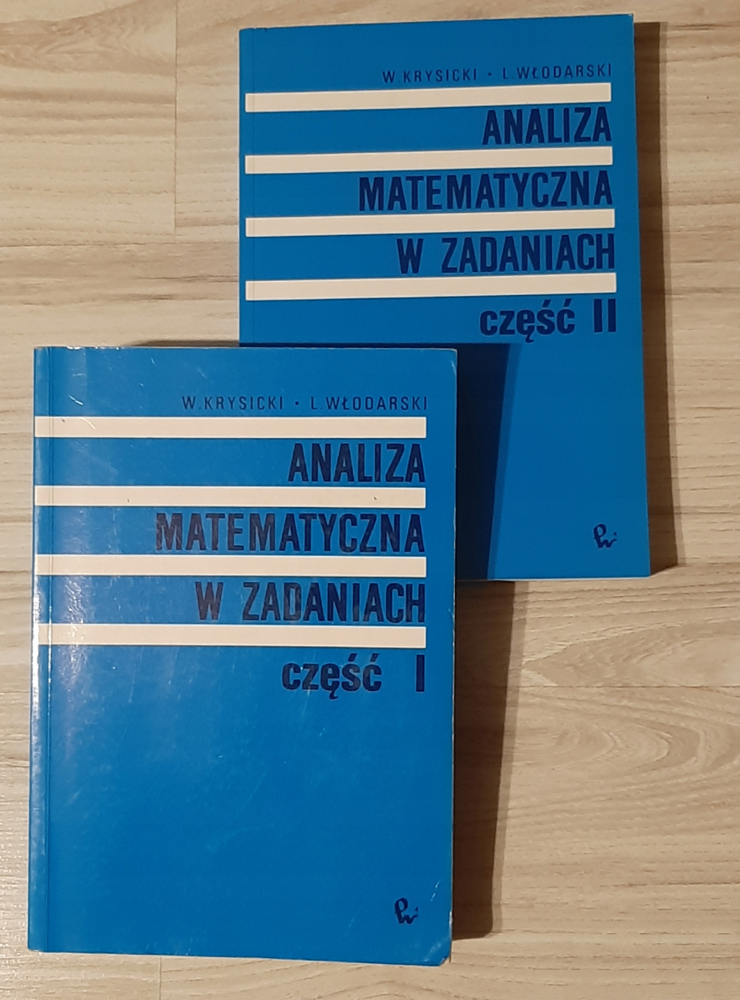 W. KRYSICKI · L. WŁODARSKI
ANALIZA
MATEMATYCZNA
W ZADANIACH
część II
W. KRYSICKI · L. WŁODARSKI
ANALIZA
MATEMATYCZNA
W ZADANIACH
część I